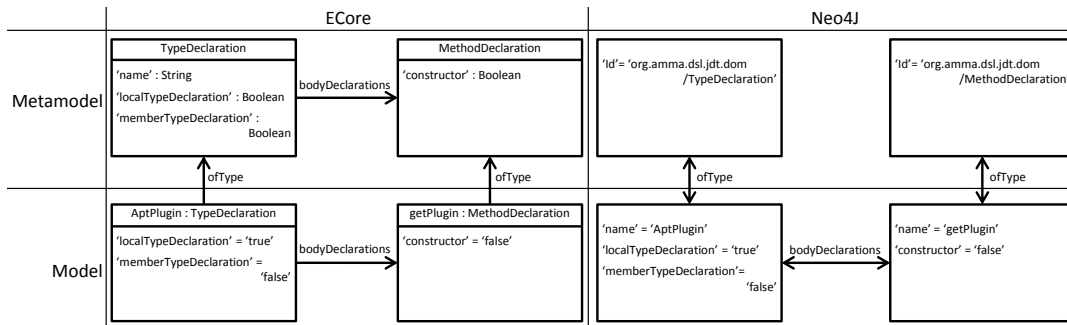 ECore
Neo4J
Metamodel
TypeDeclaration
‘name’ : String
‘localTypeDeclaration’ : Boolean
‘memberTypeDeclaration’ :
Boolean
bodyDeclarations
MethodDeclaration
‘constructor’ : Boolean
‘Id’= ‘org.amma.dsl.jdt.dom
/TypeDeclaration’
‘Id’= ‘org.amma.dsl.jdt.dom
/MethodDeclaration’
ofType
ofType
ofType
ofType
Model
AptPlugin : TypeDeclaration
‘localTypeDeclaration’ = ‘true’
‘memberTypeDeclaration’ =
‘false’
bodyDeclarations
getPlugin : MethodDeclaration
‘constructor’ = ‘false’
‘name’ = ‘AptPlugin’
‘localTypeDeclaration’ = ‘true’
‘memberTypeDeclaration’=
‘false’
bodyDeclarations
‘name’ = ‘getPlugin’
‘constructor’ = ‘false’